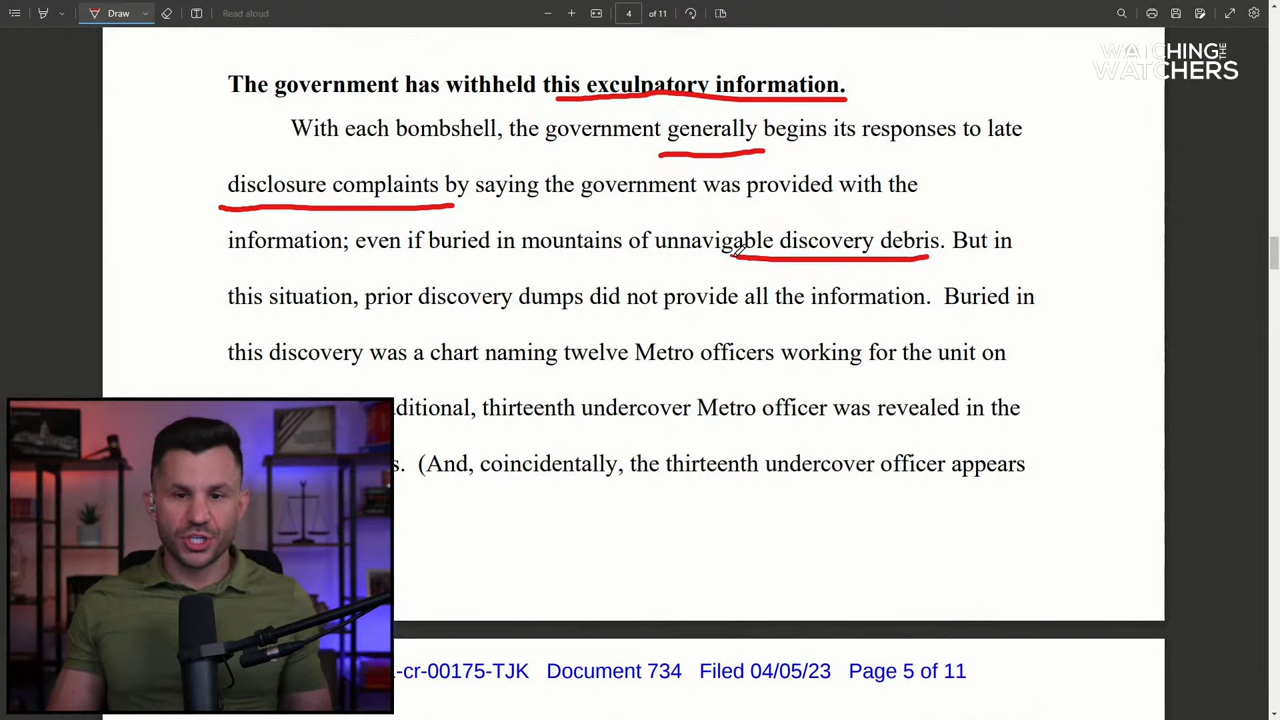 Draw
Read aloud
4
of 11
WATCHING THE
WATCHERS
The government has withheld this exculpatory information.
With each bombshell, the government generally begins its responses to late
disclosure complaints by saying the government was provided with the
information; even if buried in mountains of unnavigable discovery debris. But in
this situation, prior discovery dumps did not provide all the information. Buried in
this discovery was a chart naming twelve Metro officers working for the unit on
ditional, thirteenth undercover Metro officer was revealed in the
s. (And, coincidentally, the thirteenth undercover officer appears
-cr-00175-TJK Document 734 Filed 04/05/23 Page 5 of 11